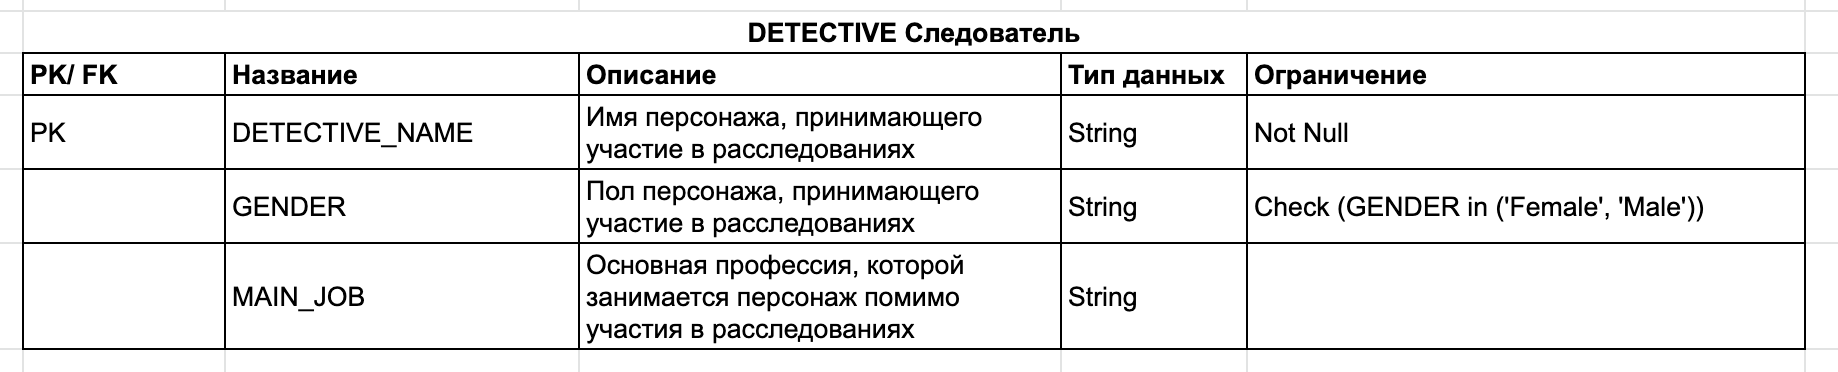 DETECTIVE Следователь
PK/ FK Название Описание Тип данных Ограничение
PK DETECTIVE_NAME Имя персонажа, принимающего участие в расследованиях String Not Null
GENDER Пол персонажа, принимающего участие в расследованиях String Check (GENDER in ('Female', 'Male'))
MAIN_JOB Основная профессия, которой занимается персонаж помимо участия в расследованиях String